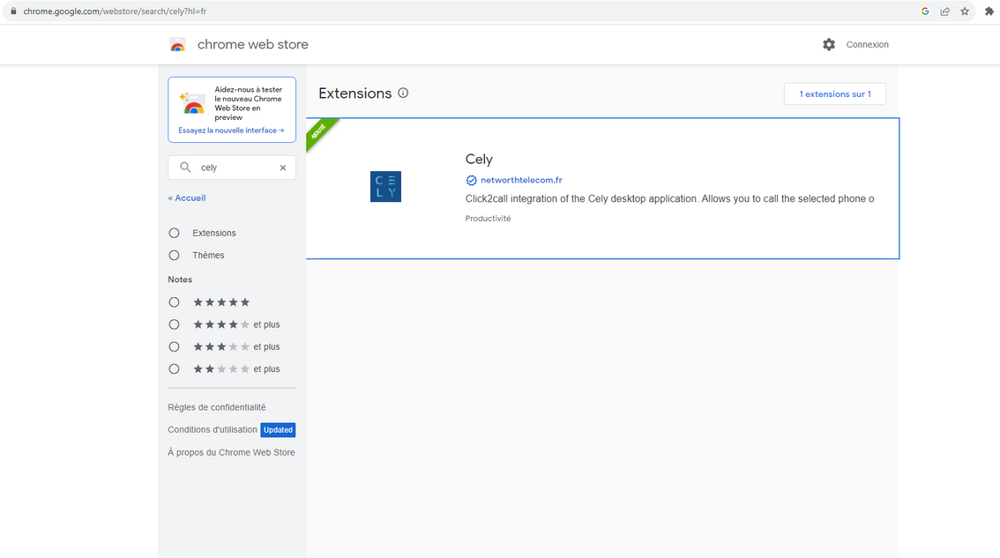 chrome.google.com/webstore/search/cely?hl=fr
chrome web store
Connexion
Aidez-nous à tester
le nouveau Chrome
Web Store en
preview
Essayez la nouvelle interface →
cely
« Accueil
Extensions
Thèmes
Notes
et plus
et plus
et plus
Règles de confidentialité
Conditions d'utilisation Updated
À propos du Chrome Web Store
Extensions
1 extensions sur 1
AJOUTÉ
C E
L Y
Cely
networthtelecom.fr
Click2call integration of the Cely desktop application. Allows you to call the selected phone o
Productivité